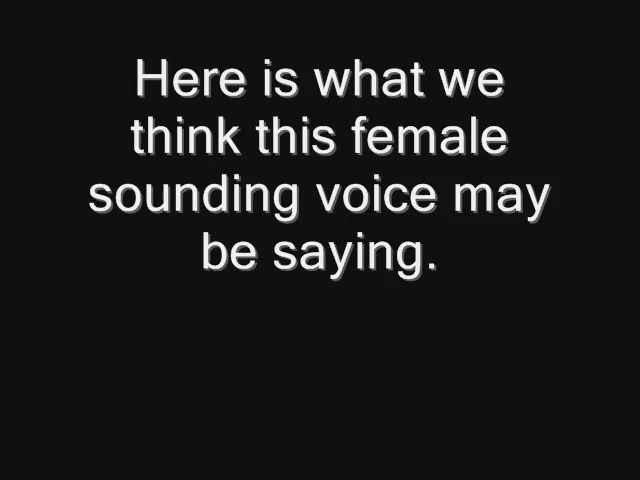 Here is what we
think this female
sounding voice may
be saying.